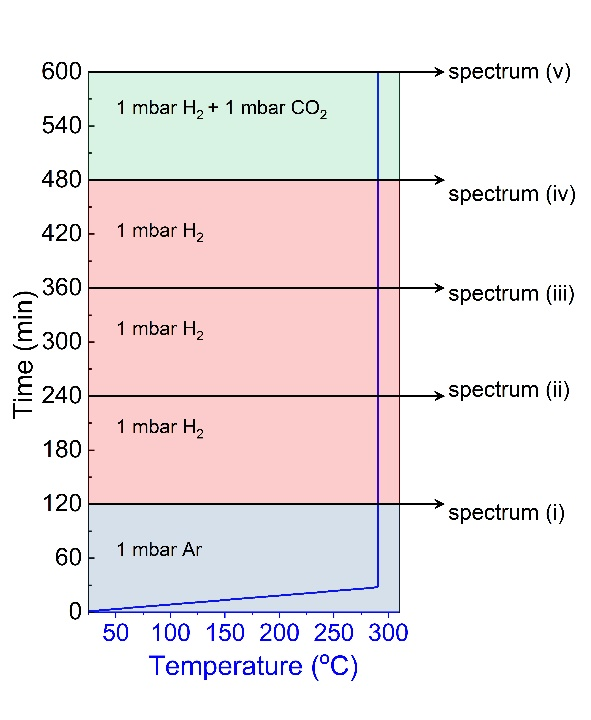 600
spectrum (v)
1 mbar H₂ + 1 mbar CO₂
540
480
spectrum (iv)
420
1 mbar H₂
360
spectrum (iii)
300
1 mbar H₂
240
spectrum (ii)
1 mbar H₂
180
120
spectrum (i)
60
1 mbar Ar
0
Time (min)
50 100 150 200 250 300
Temperature (ºC)